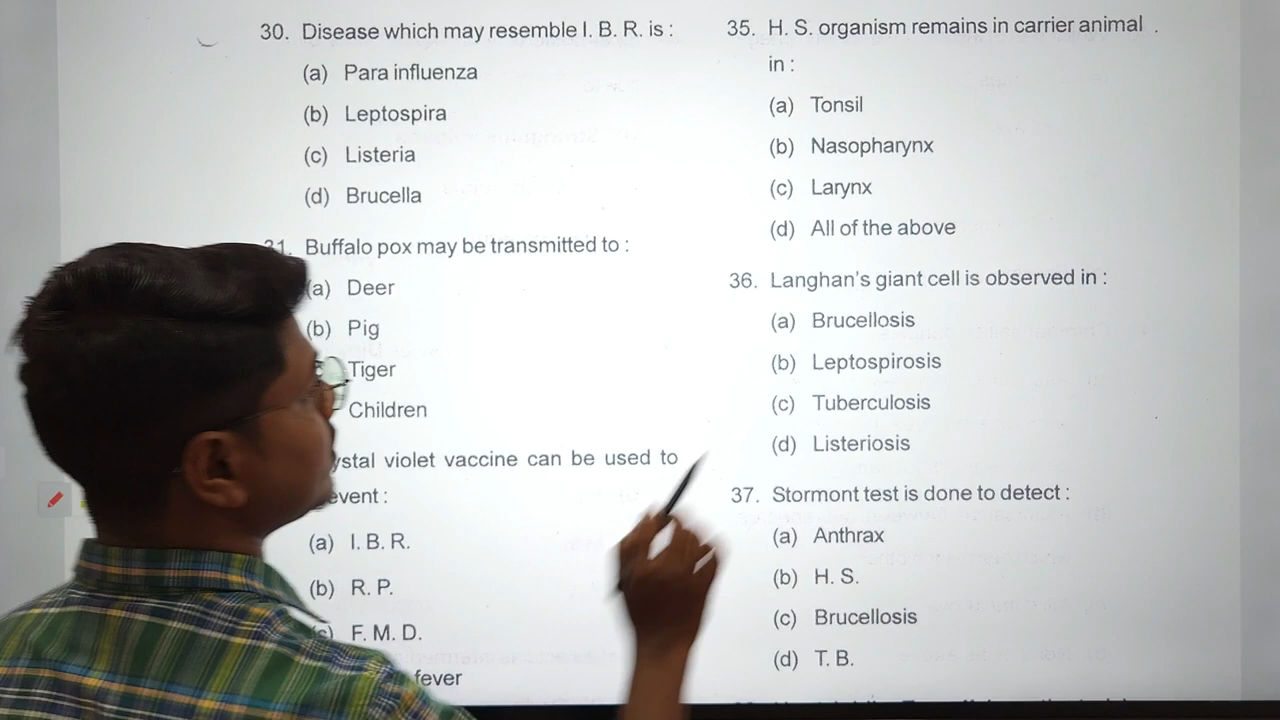 30. Disease which may resemble I. B. R. is :
(a) Para influenza
(b) Leptospira
(c) Listeria
(d) Brucella
31. Buffalo pox may be transmitted to :
(a) Deer
(b) Pig
Tiger
Children
violet vaccine can be used to
(a) I. B. R.
(b) R. P.
(c) F. M. D.
fever
35. H. S. organism remains in carrier animal
in :
(a) Tonsil
(b) Nasopharynx
(c) Larynx
(d) All of the above
36. Langhan's giant cell is observed in :
(a) Brucellosis
(b) Leptospirosis
(c) Tuberculosis
(d) Listeriosis
37. Stormont test is done to detect :
(a) Anthrax
(b) H. S.
(c) Brucellosis
(d) T. B.